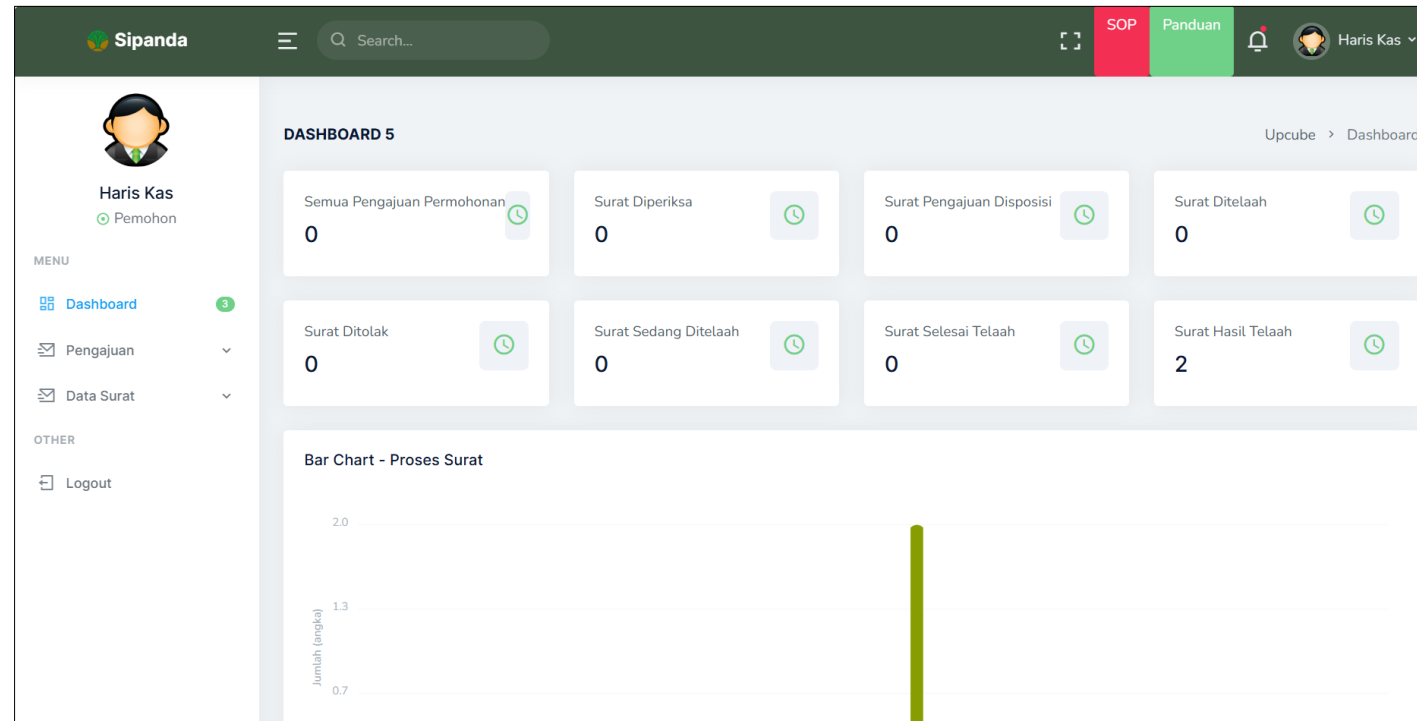 Sipanda
Search...
SOP
Panduan
Haris Kas
Haris Kas
Pemohon
MENU
Dashboard 3
Pengajuan
Data Surat
OTHER
Logout
DASHBOARD 5
Upcube > Dashboard
Semua Pengajuan Permohonan
0
Surat Diperiksa
0
Surat Pengajuan Disposisi
0
Surat Ditelaah
0
Surat Ditolak
0
Surat Sedang Ditelaah
0
Surat Selesai Telaah
0
Surat Hasil Telaah
2
Bar Chart - Proses Surat
2.0
1.3
0.7
Jumlah (angka)